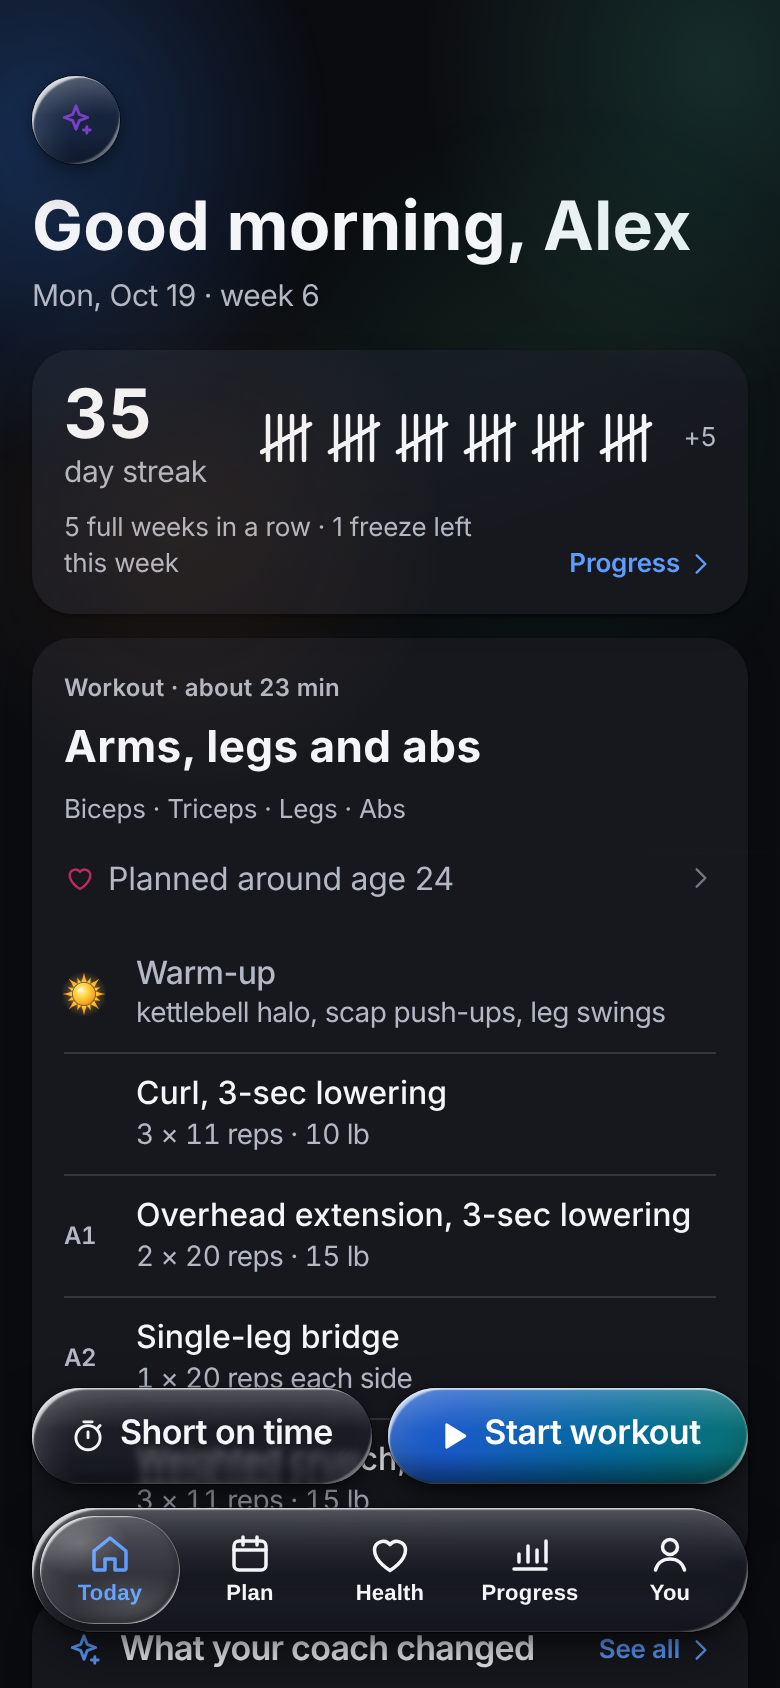 Good morning, Alex
Mon, Oct 19 · week 6
35
day streak
+5
5 full weeks in a row · 1 freeze left
this week
Progress
Workout · about 23 min
Arms, legs and abs
Biceps · Triceps · Legs · Abs
Planned around age 24
Warm-up
kettlebell halo, scap push-ups, leg swings
Curl, 3-sec lowering
3 × 11 reps · 10 lb
A1
Overhead extension, 3-sec lowering
2 × 20 reps · 15 lb
A2
Single-leg bridge
1 × 20 reps each side
Short on time
Start workout
3 × 11 reps · 15 lb
Today
Plan
Health
Progress
You
What your coach changed
See all